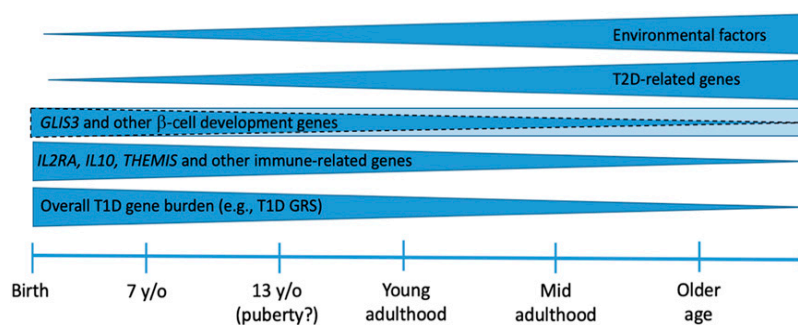 Environmental factors
T2D-related genes
GLIS3 and other β-cell development genes
IL2RA, IL10, THEMIS and other immune-related genes
Overall T1D gene burden (e.g., T1D GRS)
Birth
7 y/o
13 y/o
(puberty?)
Young
adulthood
Mid
adulthood
Older
age